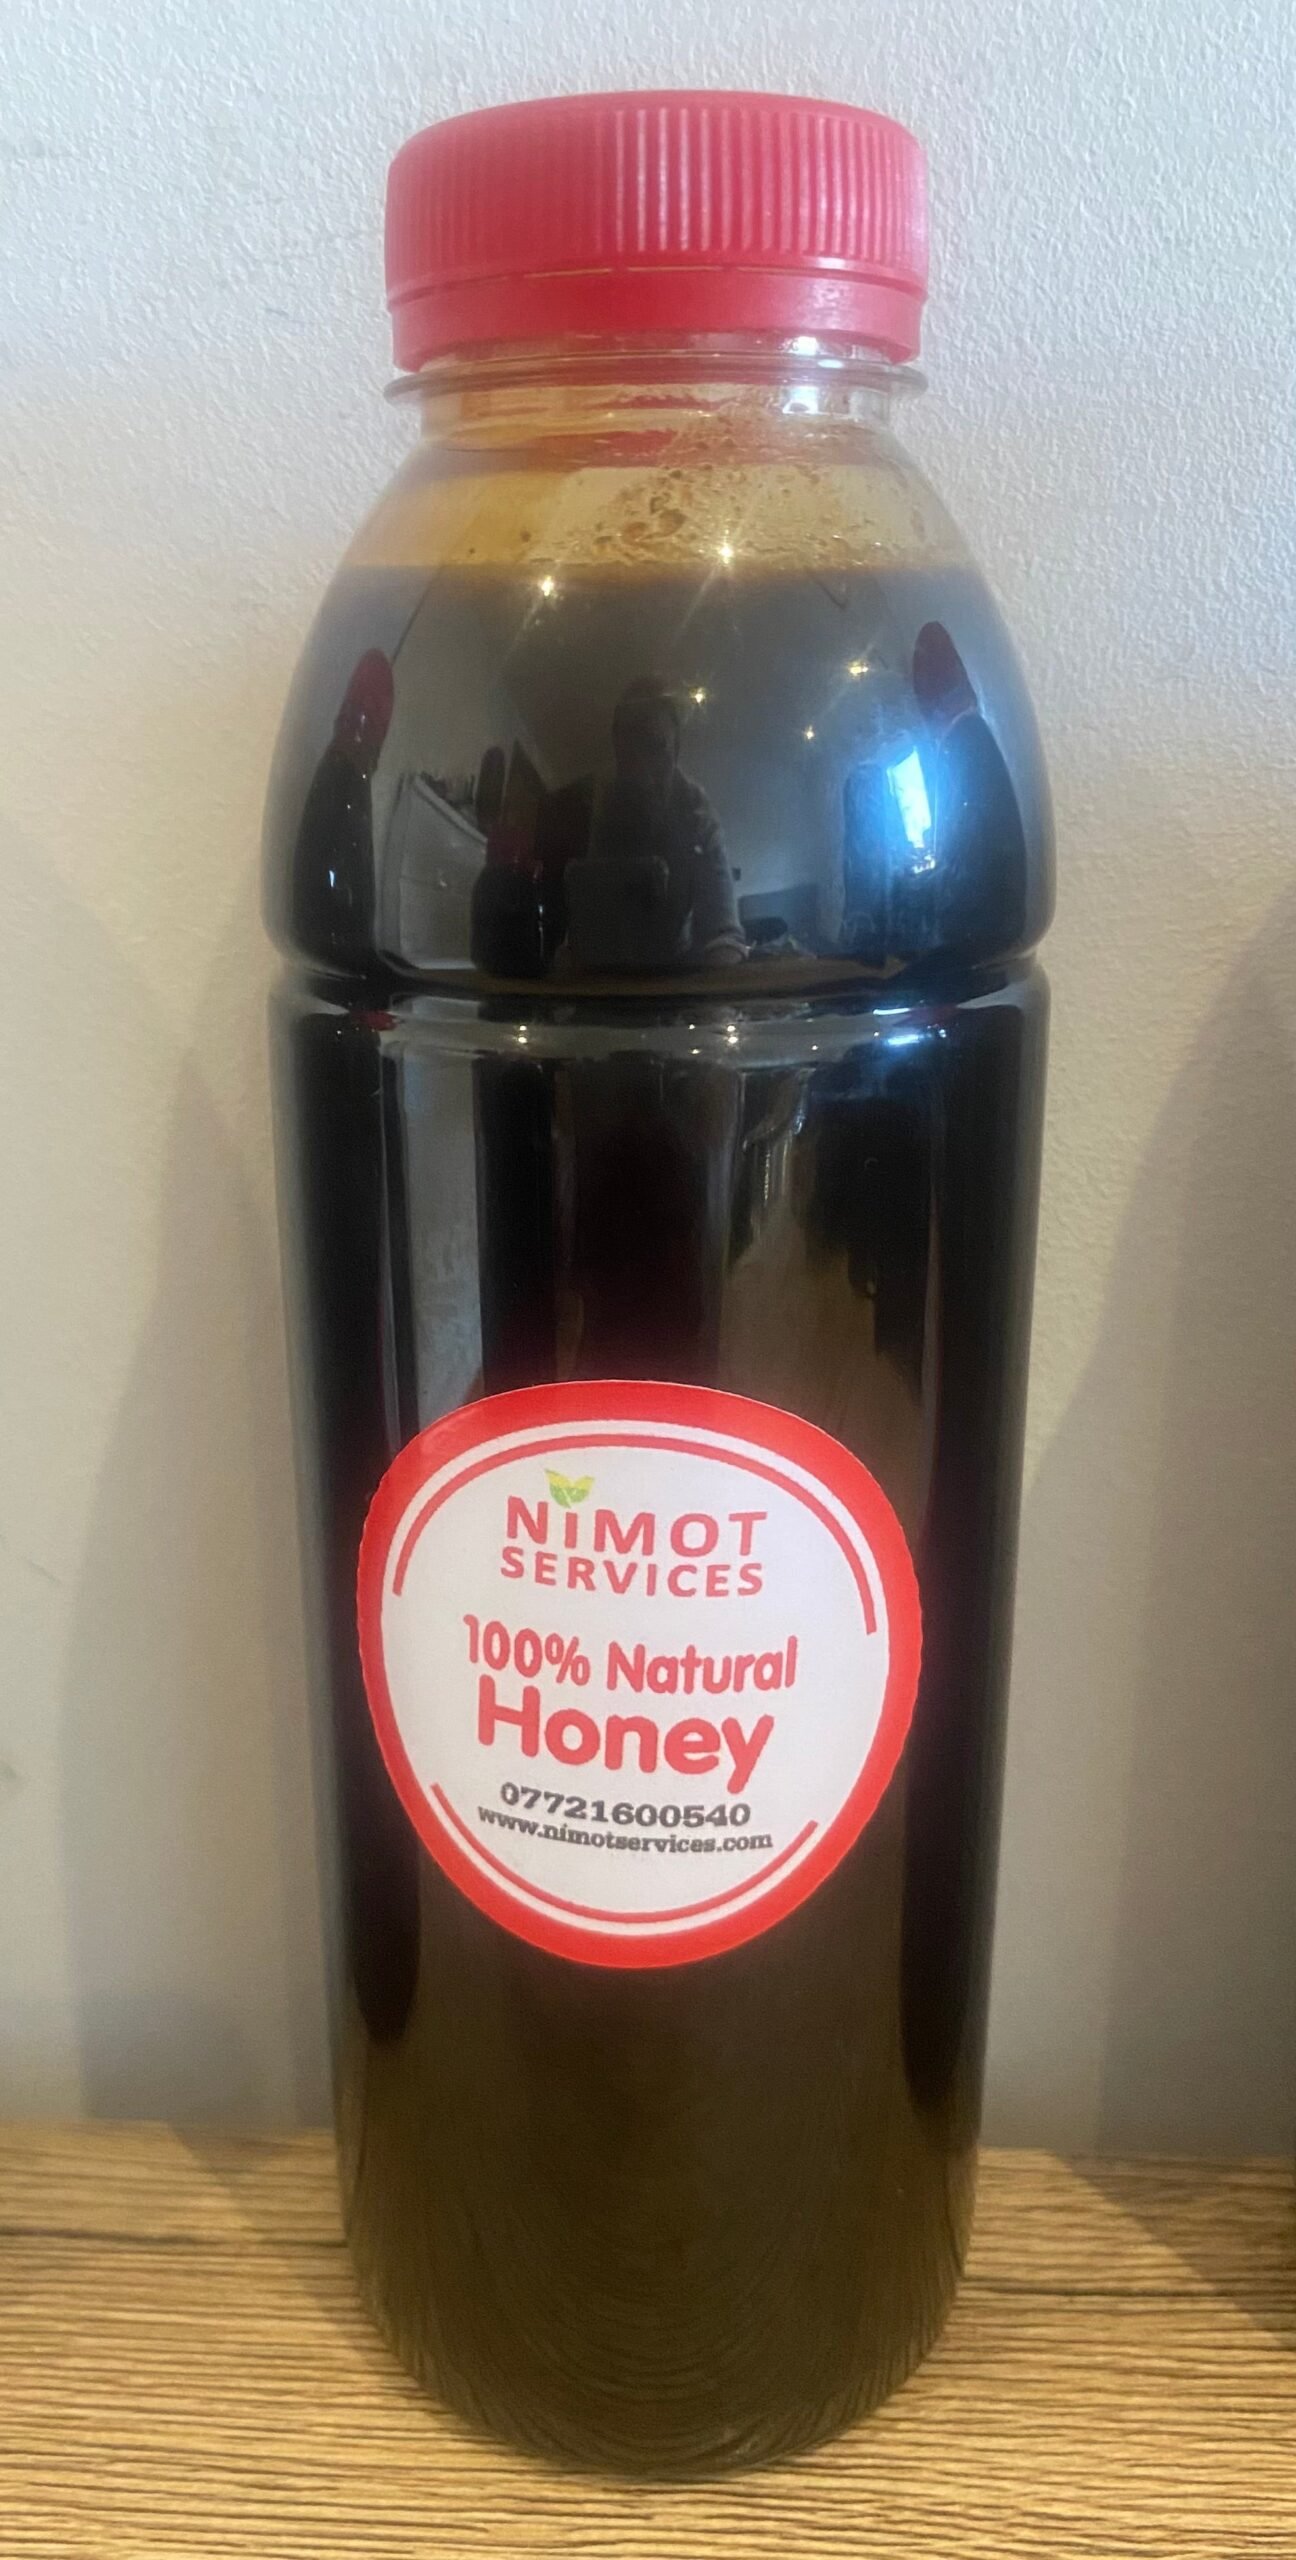 NiMOT
SERVICES
100% Natural
Honey
07721600540
www.nimotservices.com